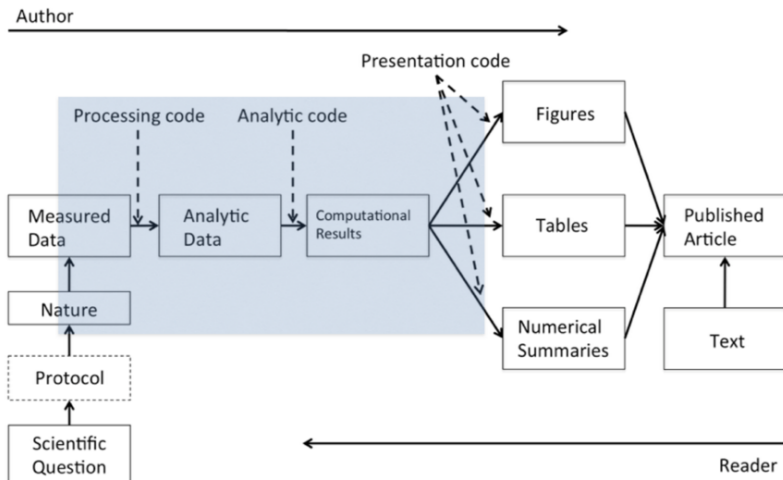 Author
Presentation code
Processing code
Analytic code
Figures
Measured
Data
Analytic
Data
Computational
Results
Tables
Published
Article
Nature
Numerical
Summaries
Text
Protocol
Scientific
Question
Reader